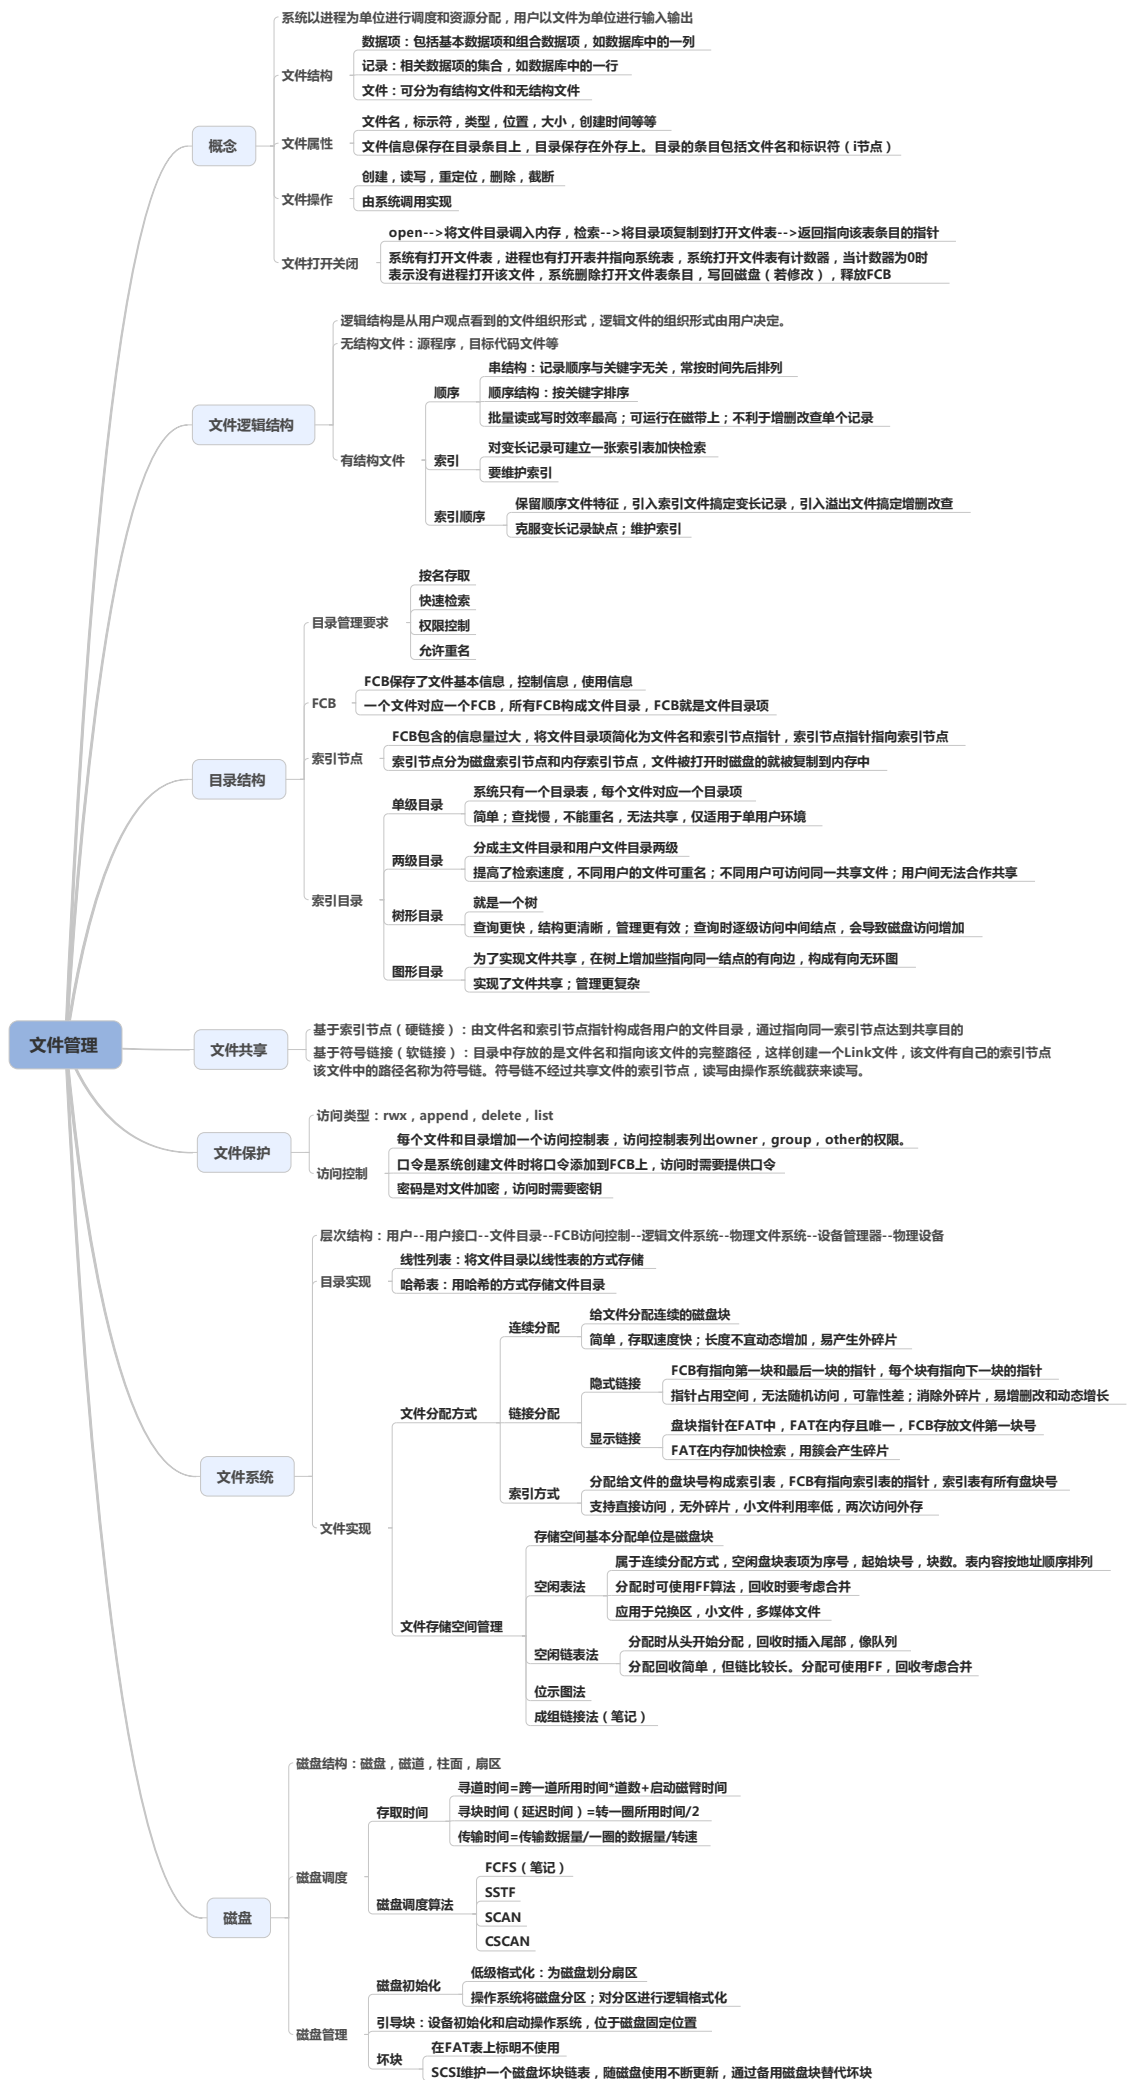 文件管理
概念
系统以进程为单位进行调度和资源分配，用户以文件为单位进行输入输出
文件结构
数据项：包括基本数据项和组合数据项，如数据库中的一列
记录：相关数据项的集合，如数据库中的一行
文件：可分为有结构文件和无结构文件
文件属性
文件名，标示符，类型，位置，大小，创建时间等等
文件信息保存在目录条目上，目录保存在外存上。目录的条目包括文件名和标识符（i节点）
文件操作
创建，读写，重定位，删除，截断
由系统调用实现
文件打开关闭
open-->将文件目录调入内存，检索-->将目录项复制到打开文件表-->返回指向该表条目的指针
系统有打开文件表，进程也有打开表并指向系统表，系统打开文件表有计数器，当计数器为0时
表示没有进程打开该文件，系统删除打开文件表条目，写回磁盘（若修改），释放FCB
文件逻辑结构
逻辑结构是从用户观点看到的文件组织形式，逻辑文件的组织形式由用户决定。
无结构文件：源程序，目标代码文件等
有结构文件
顺序
串结构：记录顺序与关键字无关，常按时间先后排列
顺序结构：按关键字排序
批量读或写时效率最高；可运行在磁带上；不利于增删改查单个记录
索引
对变长记录可建立一张索引表加快检索
要维护索引
索引顺序
保留顺序文件特征，引入索引文件搞定变长记录，引入溢出文件搞定增删改查
克服变长记录缺点；维护索引
目录结构
目录管理要求
按名存取
快速检索
权限控制
允许重名
FCB
FCB保存了文件基本信息，控制信息，使用信息
一个文件对应一个FCB，所有FCB构成文件目录，FCB就是文件目录项
索引节点
FCB包含的信息量过大，将文件目录项简化为文件名和索引节点指针，索引节点指针指向索引节点
索引节点分为磁盘索引节点和内存索引节点，文件被打开时磁盘的就被复制到内存中
索引目录
单级目录
系统只有一个目录表，每个文件对应一个目录项
简单；查找慢，不能重名，无法共享，仅适用于单用户环境
两级目录
分成主文件目录和用户文件目录两级
提高了检索速度，不同用户的文件可重名；不同用户可访问同一共享文件；用户间无法合作共享
树形目录
就是一个树
查询更快，结构更清晰，管理更有效；查询时逐级访问中间结点，会导致磁盘访问增加
图形目录
为了实现文件共享，在树上增加些指向同一结点的有向边，构成有向无环图
实现了文件共享；管理更复杂
文件共享
基于索引节点（硬链接）：由文件名和索引节点指针构成各用户的文件目录，通过指向同一索引节点达到共享目的
基于符号链接（软链接）：目录中存放的是文件名和指向该文件的完整路径，这样创建一个Link文件，该文件有自己的索引节点
该文件中的路径名称为符号链。符号链不经过共享文件的索引节点，读写由操作系统截获来读写。
文件保护
访问类型：rwx，append，delete，list
访问控制
每个文件和目录增加一个访问控制表，访问控制表列出owner，group，other的权限。
口令是系统创建文件时将口令添加到FCB上，访问时需要提供口令
密码是对文件加密，访问时需要密钥
文件系统
层次结构：用户--用户接口--文件目录--FCB访问控制--逻辑文件系统--物理文件系统--设备管理器--物理设备
目录实现
线性列表：将文件目录以线性表的方式存储
哈希表：用哈希的方式存储文件目录
文件实现
文件分配方式
连续分配
给文件分配连续的磁盘块
简单，存取速度快；长度不宜动态增加，易产生外碎片
链接分配
隐式链接
FCB有指向第一块和最后一块的指针，每个块有指向下一块的指针
指针占用空间，无法随机访问，可靠性差；消除外碎片，易增删改和动态增长
显示链接
盘块指针在FAT中，FAT在内存且唯一，FCB存放文件第一块号
FAT在内存加快检索，用簇会产生碎片
索引方式
分配给文件的盘块号构成索引表，FCB有指向索引表的指针，索引表有所有盘块号
支持直接访问，无外碎片，小文件利用率低，两次访问外存
文件存储空间管理
存储空间基本分配单位是磁盘块
空闲表法
属于连续分配方式，空闲盘块表项为序号，起始块号，块数。表内容按地址顺序排列
分配时可使用FF算法，回收时要考虑合并
应用于兑换区，小文件，多媒体文件
空闲链表法
分配时从头开始分配，回收时插入尾部，像队列
分配回收简单，但链比较长。分配可使用FF，回收考虑合并
位示图法
成组链接法（笔记）
磁盘
磁盘结构：磁盘，磁道，柱面，扇区
磁盘调度
存取时间
寻道时间=跨一道所用时间*道数+启动磁臂时间
寻块时间（延迟时间）=转一圈所用时间/2
传输时间=传输数据量/一圈的数据量/转速
磁盘调度算法
FCFS（笔记）
SSTF
SCAN
CSCAN
磁盘管理
磁盘初始化
低级格式化：为磁盘划分扇区
操作系统将磁盘分区；对分区进行逻辑格式化
引导块：设备初始化和启动操作系统，位于磁盘固定位置
坏块
在FAT表上标明不使用
SCSI维护一个磁盘坏块链表，随磁盘使用不断更新，通过备用磁盘块替代坏块